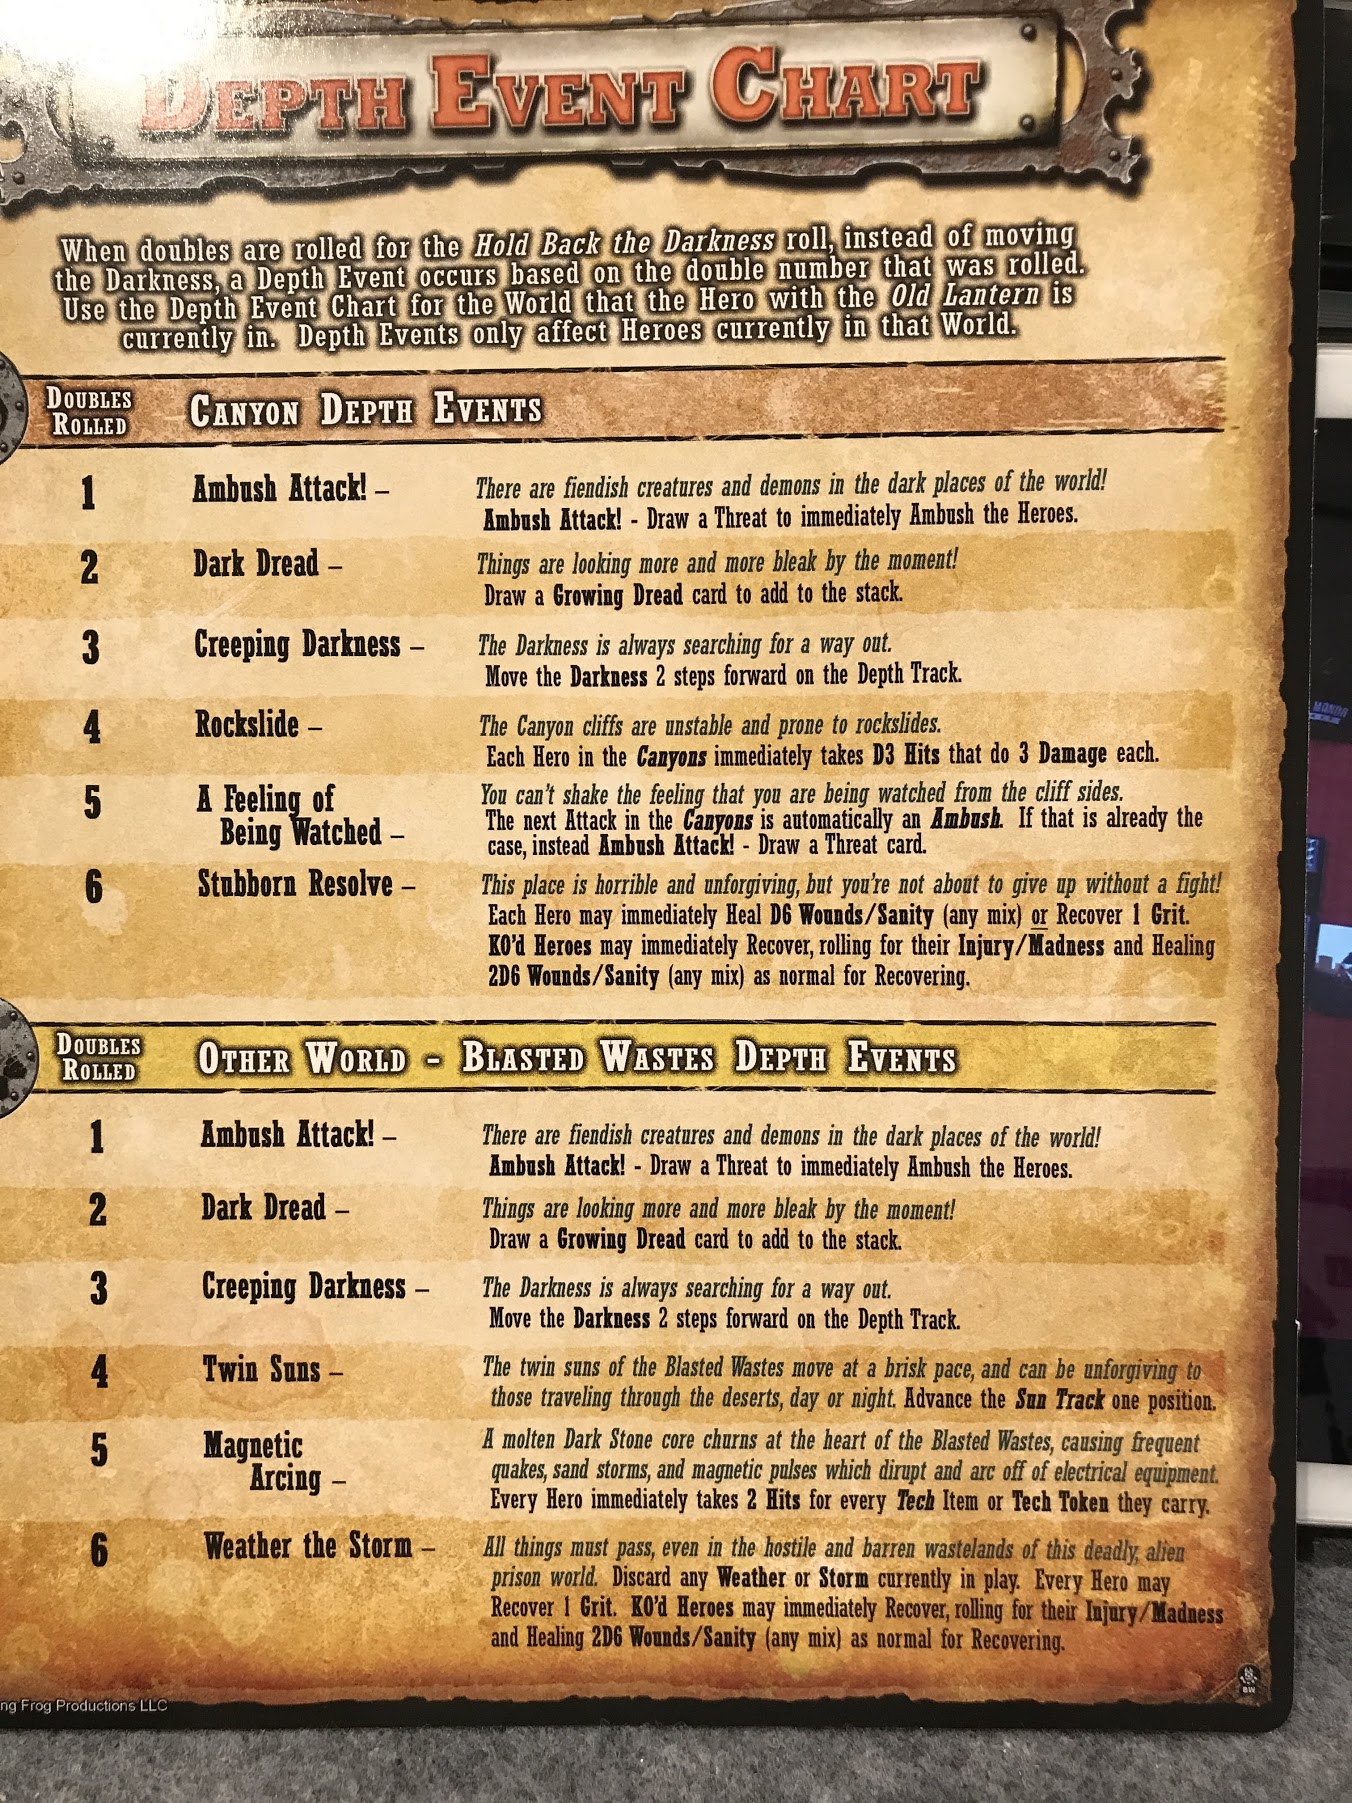 Depth Event Chart
When doubles are rolled for the Hold Back the Darkness roll, instead of moving
the Darkness, a Depth Event occurs based on the double number that was rolled.
Use the Depth Event Chart for the World that the Hero with the Old Lantern is
currently in. Depth Events only affect Heroes currently in that World.
Doubles Rolled Canyon Depth Events
1 Ambush Attack! – There are fiendish creatures and demons in the dark places of the world!
Ambush Attack! - Draw a Threat to immediately Ambush the Heroes.
2 Dark Dread – Things are looking more and more bleak by the moment!
Draw a Growing Dread card to add to the stack.
3 Creeping Darkness – The Darkness is always searching for a way out.
Move the Darkness 2 steps forward on the Depth Track.
4 Rockslide – The Canyon cliffs are unstable and prone to rockslides.
Each Hero in the Canyons immediately takes D3 Hits that do 3 Damage each.
5 A Feeling of Being Watched – You can't shake the feeling that you are being watched from the cliff sides.
The next Attack in the Canyons is automatically an Ambush. If that is already the
case, instead Ambush Attack! - Draw a Threat card.
6 Stubborn Resolve – This place is horrible and unforgiving, but you're not about to give up without a fight!
Each Hero may immediately Heal D6 Wounds/Sanity (any mix) or Recover 1 Grit.
KO'd Heroes may immediately Recover, rolling for their Injury/Madness and Healing
2D6 Wounds/Sanity (any mix) as normal for Recovering.
Doubles Rolled Other World - Blasted Wastes Depth Events
1 Ambush Attack! – There are fiendish creatures and demons in the dark places of the world!
Ambush Attack! - Draw a Threat to immediately Ambush the Heroes.
2 Dark Dread – Things are looking more and more bleak by the moment!
Draw a Growing Dread card to add to the stack.
3 Creeping Darkness – The Darkness is always searching for a way out.
Move the Darkness 2 steps forward on the Depth Track.
4 Twin Suns – The twin suns of the Blasted Wastes move at a brisk pace, and can be unforgiving to
those traveling through the deserts, day or night. Advance the Sun Track one position.
5 Magnetic Arcing – A molten Dark Stone core churns at the heart of the Blasted Wastes, causing frequent
quakes, sand storms, and magnetic pulses which dirupt and arc off of electrical equipment.
Every Hero immediately takes 2 Hits for every Tech Item or Tech Token they carry.
6 Weather the Storm – All things must pass, even in the hostile and barren wastelands of this deadly, alien
prison world. Discard any Weather or Storm currently in play. Every Hero may
Recover 1 Grit. KO'd Heroes may immediately Recover, rolling for their Injury/Madness
and Healing 2D6 Wounds/Sanity (any mix) as normal for Recovering.
ng Frog Productions LLC
BW